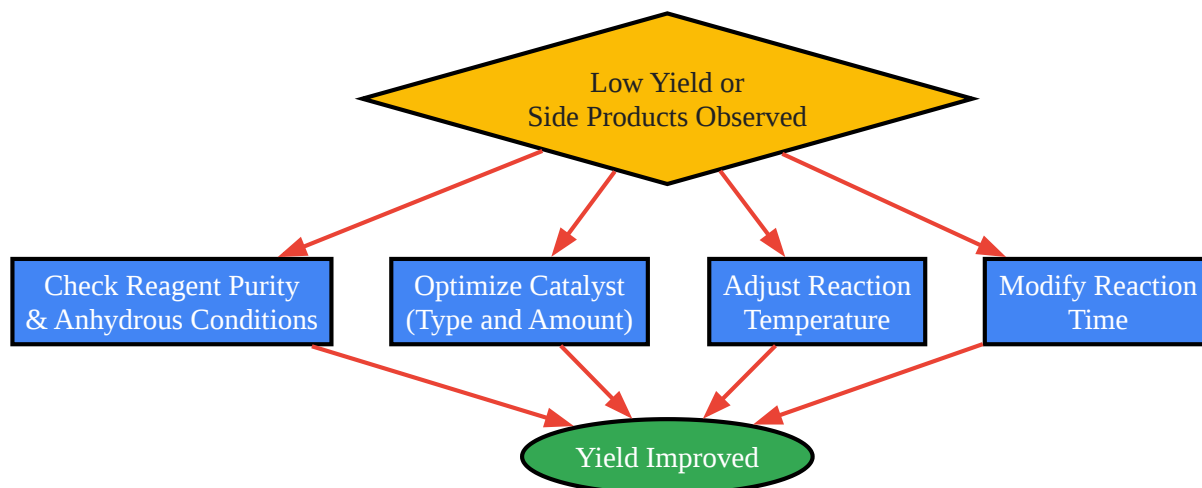 Low Yield or
Side Products Observed
Check Reagent Purity
& Anhydrous Conditions
Optimize Catalyst
(Type and Amount)
Adjust Reaction
Temperature
Modify Reaction
Time
Yield Improved